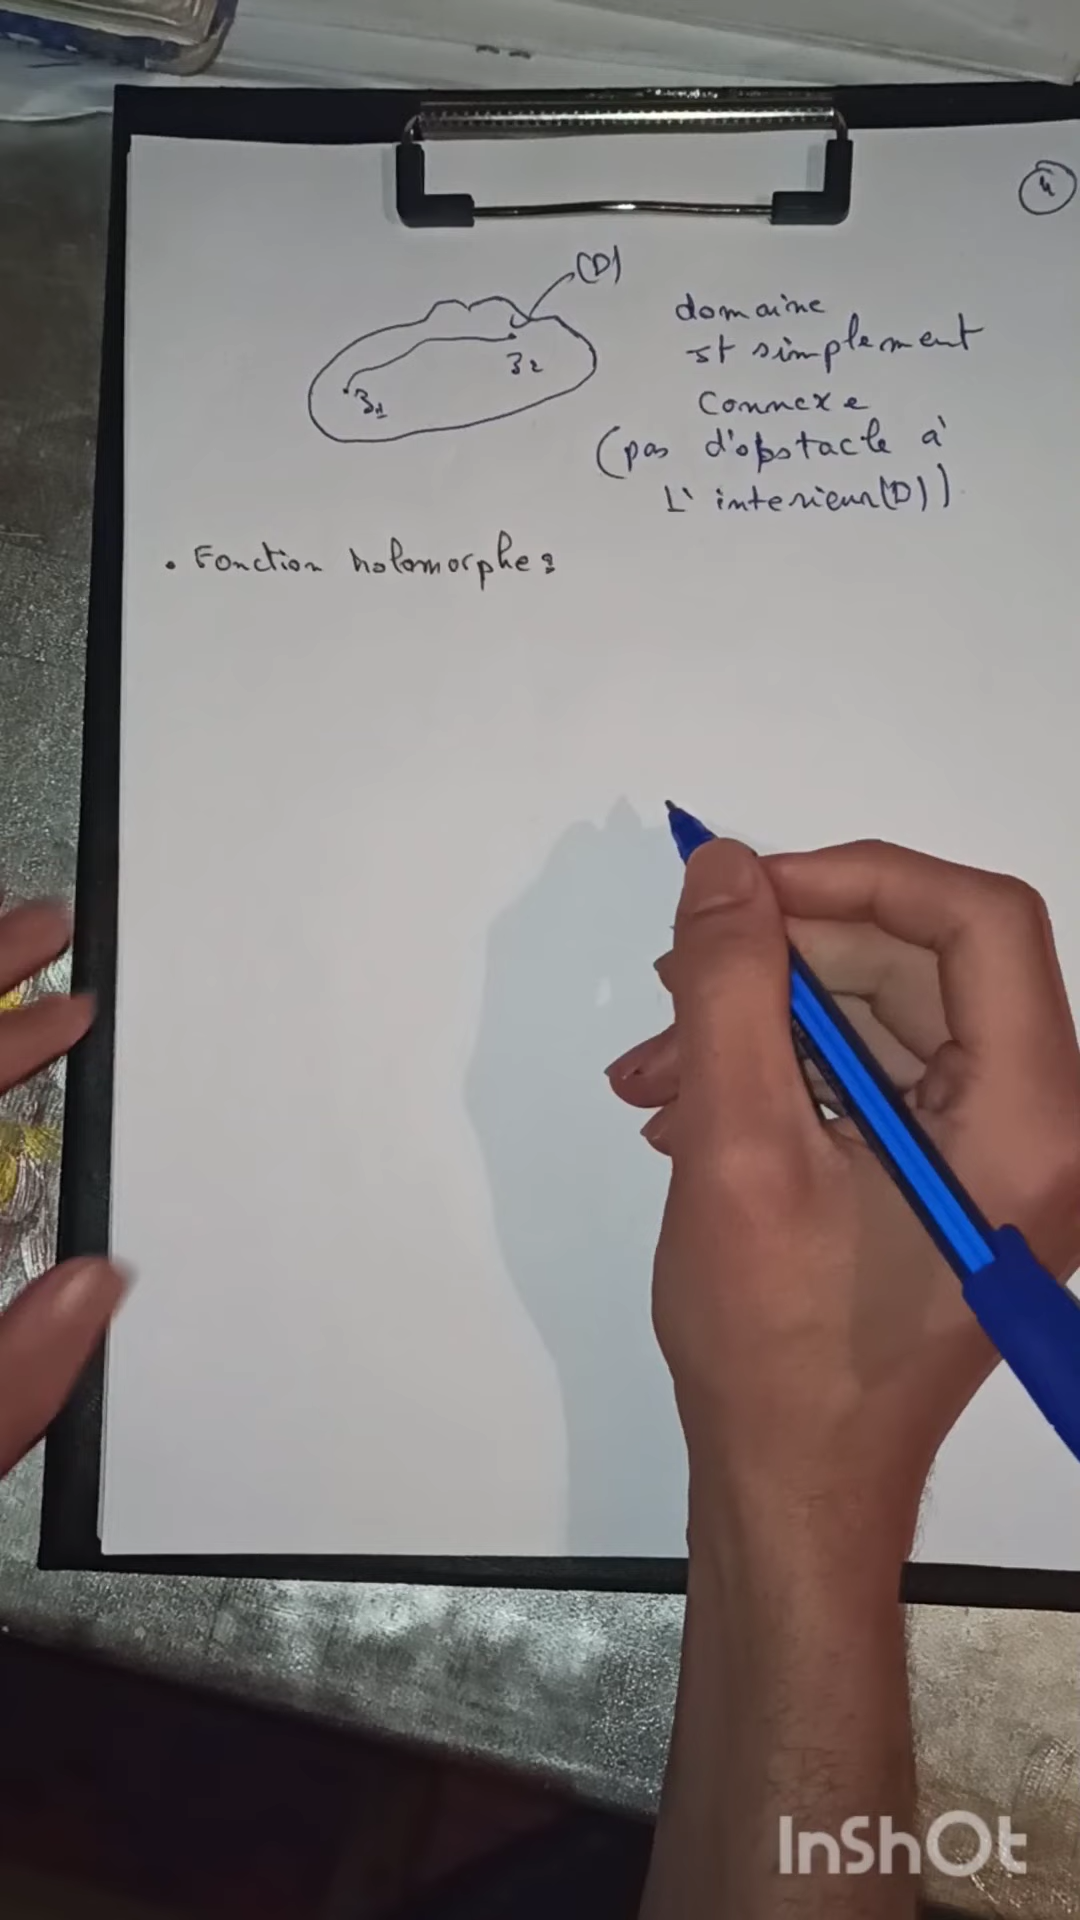 4
(D)
z1
z2
domaine
st simplement
connexe
(pas d'obstacle à
L'interieur(D))
• Fonction holomorphe :
InShOt